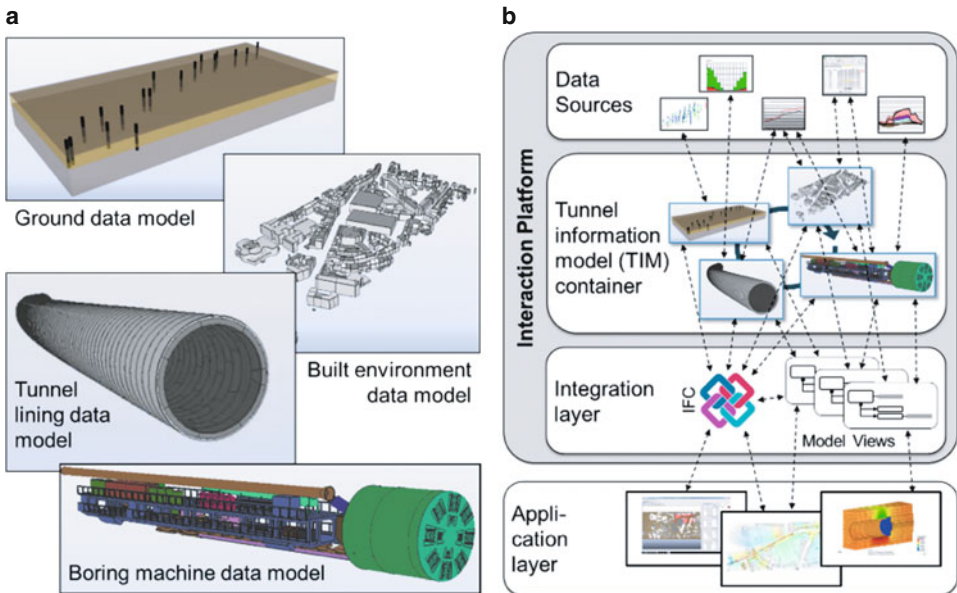 a
Ground data model
Built environment
data model
Tunnel
lining data
model
Boring machine data model
b
Interaction Platform
Data
Sources
Tunnel
information
model (TIM)
container
Integration
layer
IFC
Model Views
Appli-
cation
layer